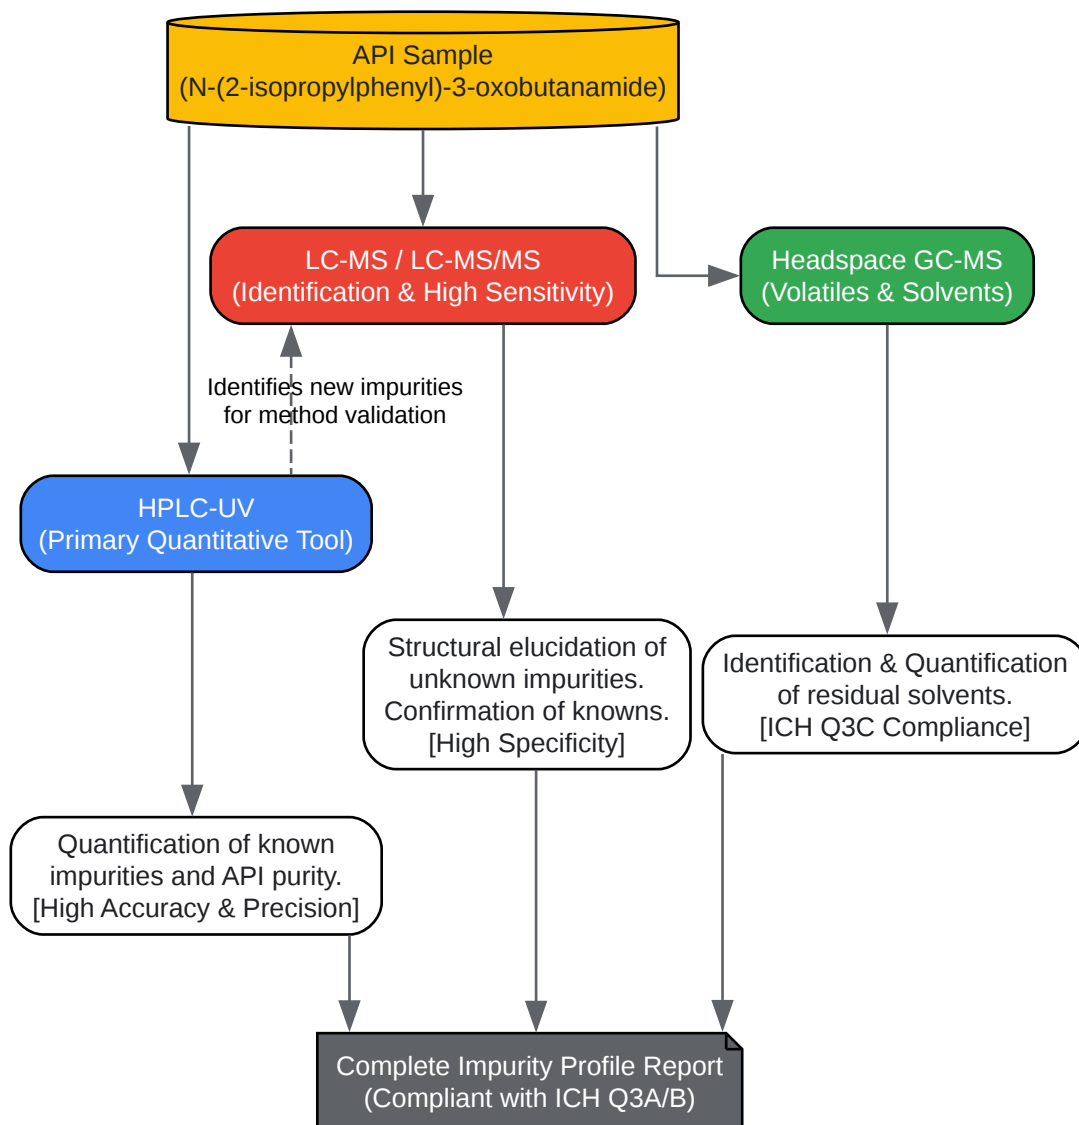 API Sample
(N-(2-isopropylphenyl)-3-oxobutanamide)
LC-MS / LC-MS/MS
(Identification & High Sensitivity)
Headspace GC-MS
(Volatiles & Solvents)
Identifies new impurities
for method validation
HPLC-UV
(Primary Quantitative Tool)
Structural elucidation of
unknown impurities.
Confirmation of knowns.
[High Specificity]
Identification & Quantification
of residual solvents.
[ICH Q3C Compliance]
Quantification of known
impurities and API purity.
[High Accuracy & Precision]
Complete Impurity Profile Report
(Compliant with ICH Q3A/B)